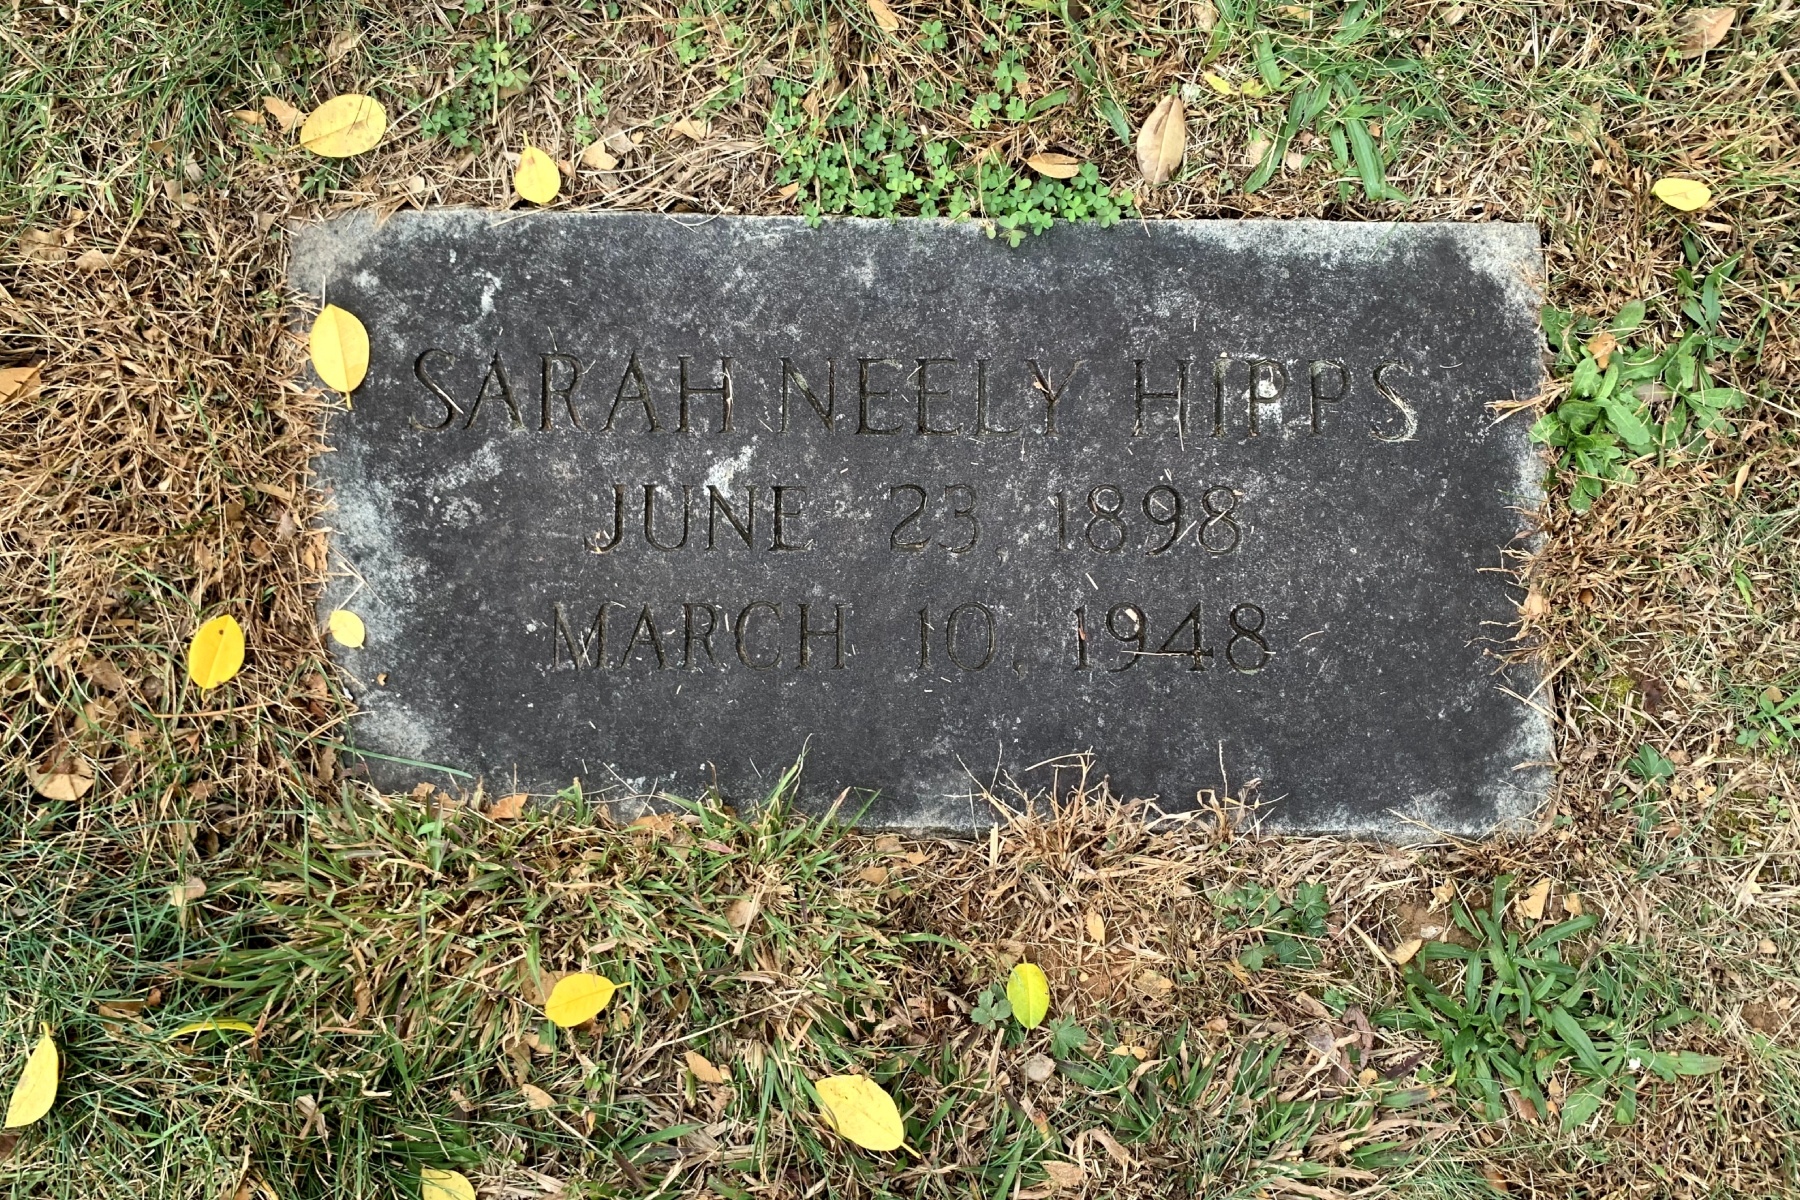 SARAH NEELY HIPPS
JUNE 23, 1898
MARCH 10, 1948